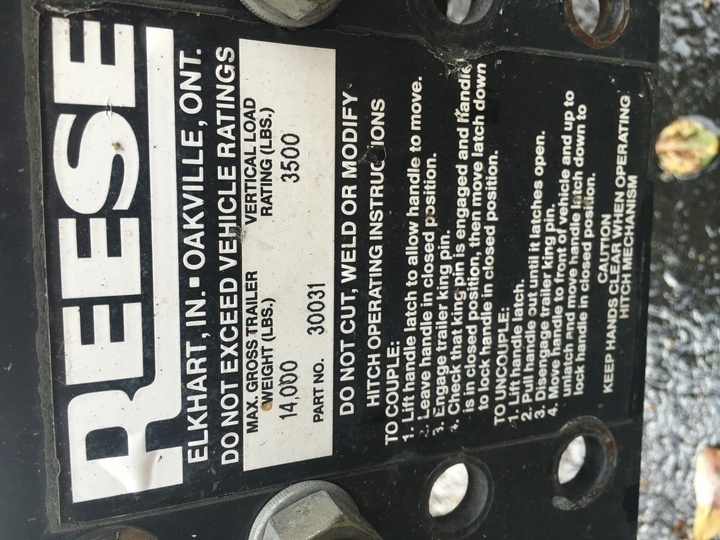 REESE
ELKHART, IN. • OAKVILLE, ONT.
DO NOT EXCEED VEHICLE RATINGS
MAX. GROSS TRAILER WEIGHT (LBS.)
14,000
VERTICAL LOAD RATING (LBS.)
3500
PART NO. 30031
DO NOT CUT, WELD OR MODIFY
HITCH OPERATING INSTRUCTIONS
TO COUPLE:
1. Lift handle latch to allow handle to move.
2. Leave handle in closed position.
3. Engage trailer king pin.
4. Check that king pin is engaged and handle
is in closed position, then move latch down
to lock handle in closed position.
TO UNCOUPLE:
1. Lift handle latch.
2. Pull handle out until it latches open.
3. Disengage trailer king pin.
4. Move handle to front of vehicle and up to
unlatch and move handle latch down to
lock handle in closed position.
CAUTION
KEEP HANDS CLEAR WHEN OPERATING
HITCH MECHANISM